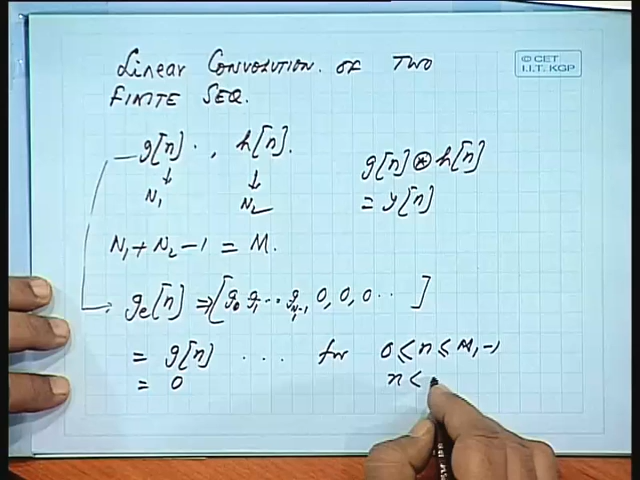 Linear Convolution of Two
Finite Seq.
© CET
I.I.T. KGP
g[n] . , h[n].
↓ ↓
N₁ N₂
g[n] ⊛ h[n]
= y[n]
N₁ + N₂ − 1 = M.
gₑ[n] ⇒ [g₀ g₁ ... g_{N₁−1}, 0, 0, 0 ... ]
= g[n] .... for 0 ≤ n ≤ N₁−1
= 0 n <